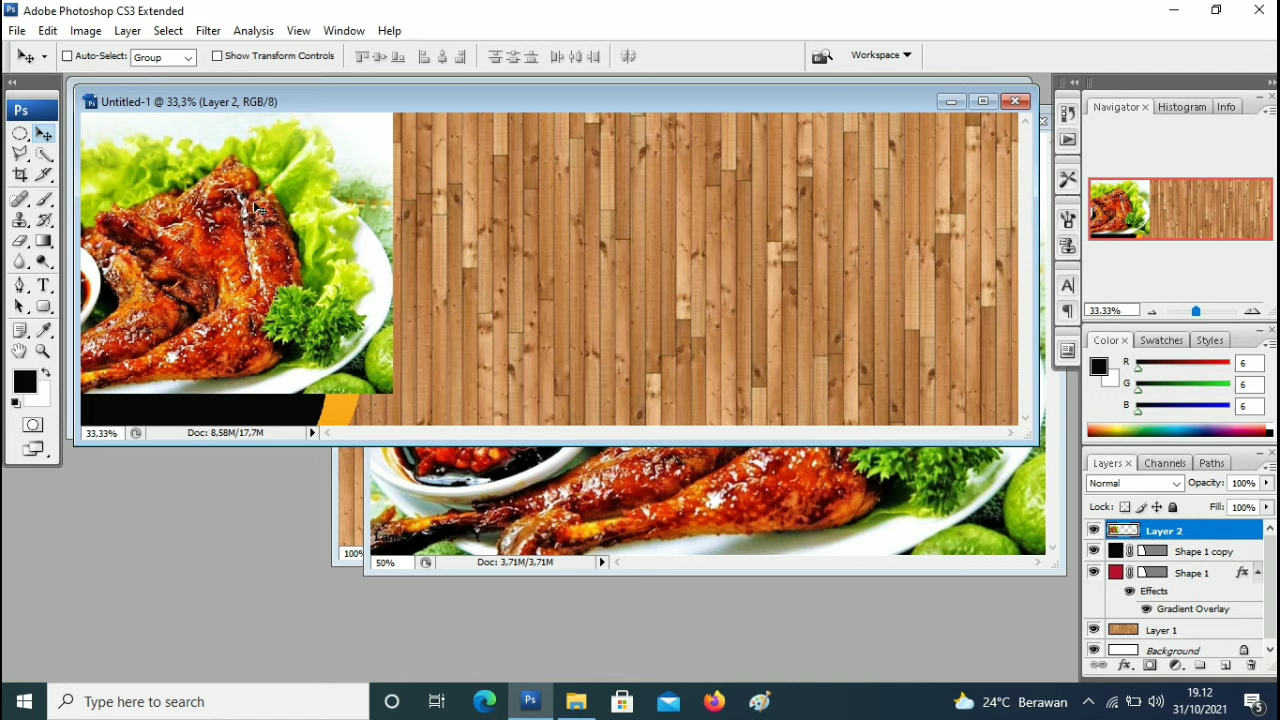 Adobe Photoshop CS3 Extended
File Edit Image Layer Select Filter Analysis View Window Help
Auto-Select: Group Show Transform Controls Workspace
Ps
Untitled-1 @ 33,3% (Layer 2, RGB/8)
33,33% Doc: 8,58M/17,7M
100%
50% Doc: 3,71M/3,71M
Navigator Histogram Info
33.33%
Color Swatches Styles
R 6
G 6
B 6
Layers Channels Paths
Normal Opacity: 100%
Lock: Fill: 100%
Layer 2
Shape 1 copy
Shape 1 fx
Effects
Gradient Overlay
Layer 1
Background
Type here to search
24°C Berawan
19.12
31/10/2021
5